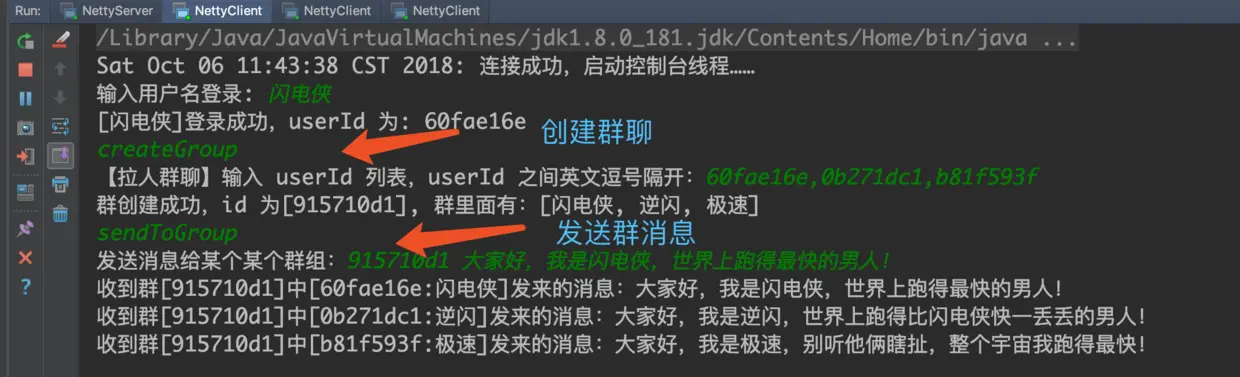 Run: NettyServer NettyClient NettyClient NettyClient
/Library/Java/JavaVirtualMachines/jdk1.8.0_181.jdk/Contents/Home/bin/java ...
Sat Oct 06 11:43:38 CST 2018: 连接成功，启动控制台线程……
输入用户名登录: 闪电侠
[闪电侠]登录成功，userId 为: 60fae16e
创建群聊
createGroup
【拉人群聊】输入 userId 列表，userId 之间英文逗号隔开：60fae16e,0b271dc1,b81f593f
群创建成功，id 为[915710d1], 群里面有：[闪电侠, 逆闪, 极速]
sendToGroup
发送群消息
发送消息给某个某个群组：915710d1 大家好，我是闪电侠，世界上跑得最快的男人！
收到群[915710d1]中[60fae16e:闪电侠]发来的消息：大家好，我是闪电侠，世界上跑得最快的男人！
收到群[915710d1]中[0b271dc1:逆闪]发来的消息：大家好，我是逆闪，世界上跑得比闪电侠快一丢丢的男人！
收到群[915710d1]中[b81f593f:极速]发来的消息：大家好，我是极速，别听他俩瞎扯，整个宇宙我跑得最快！